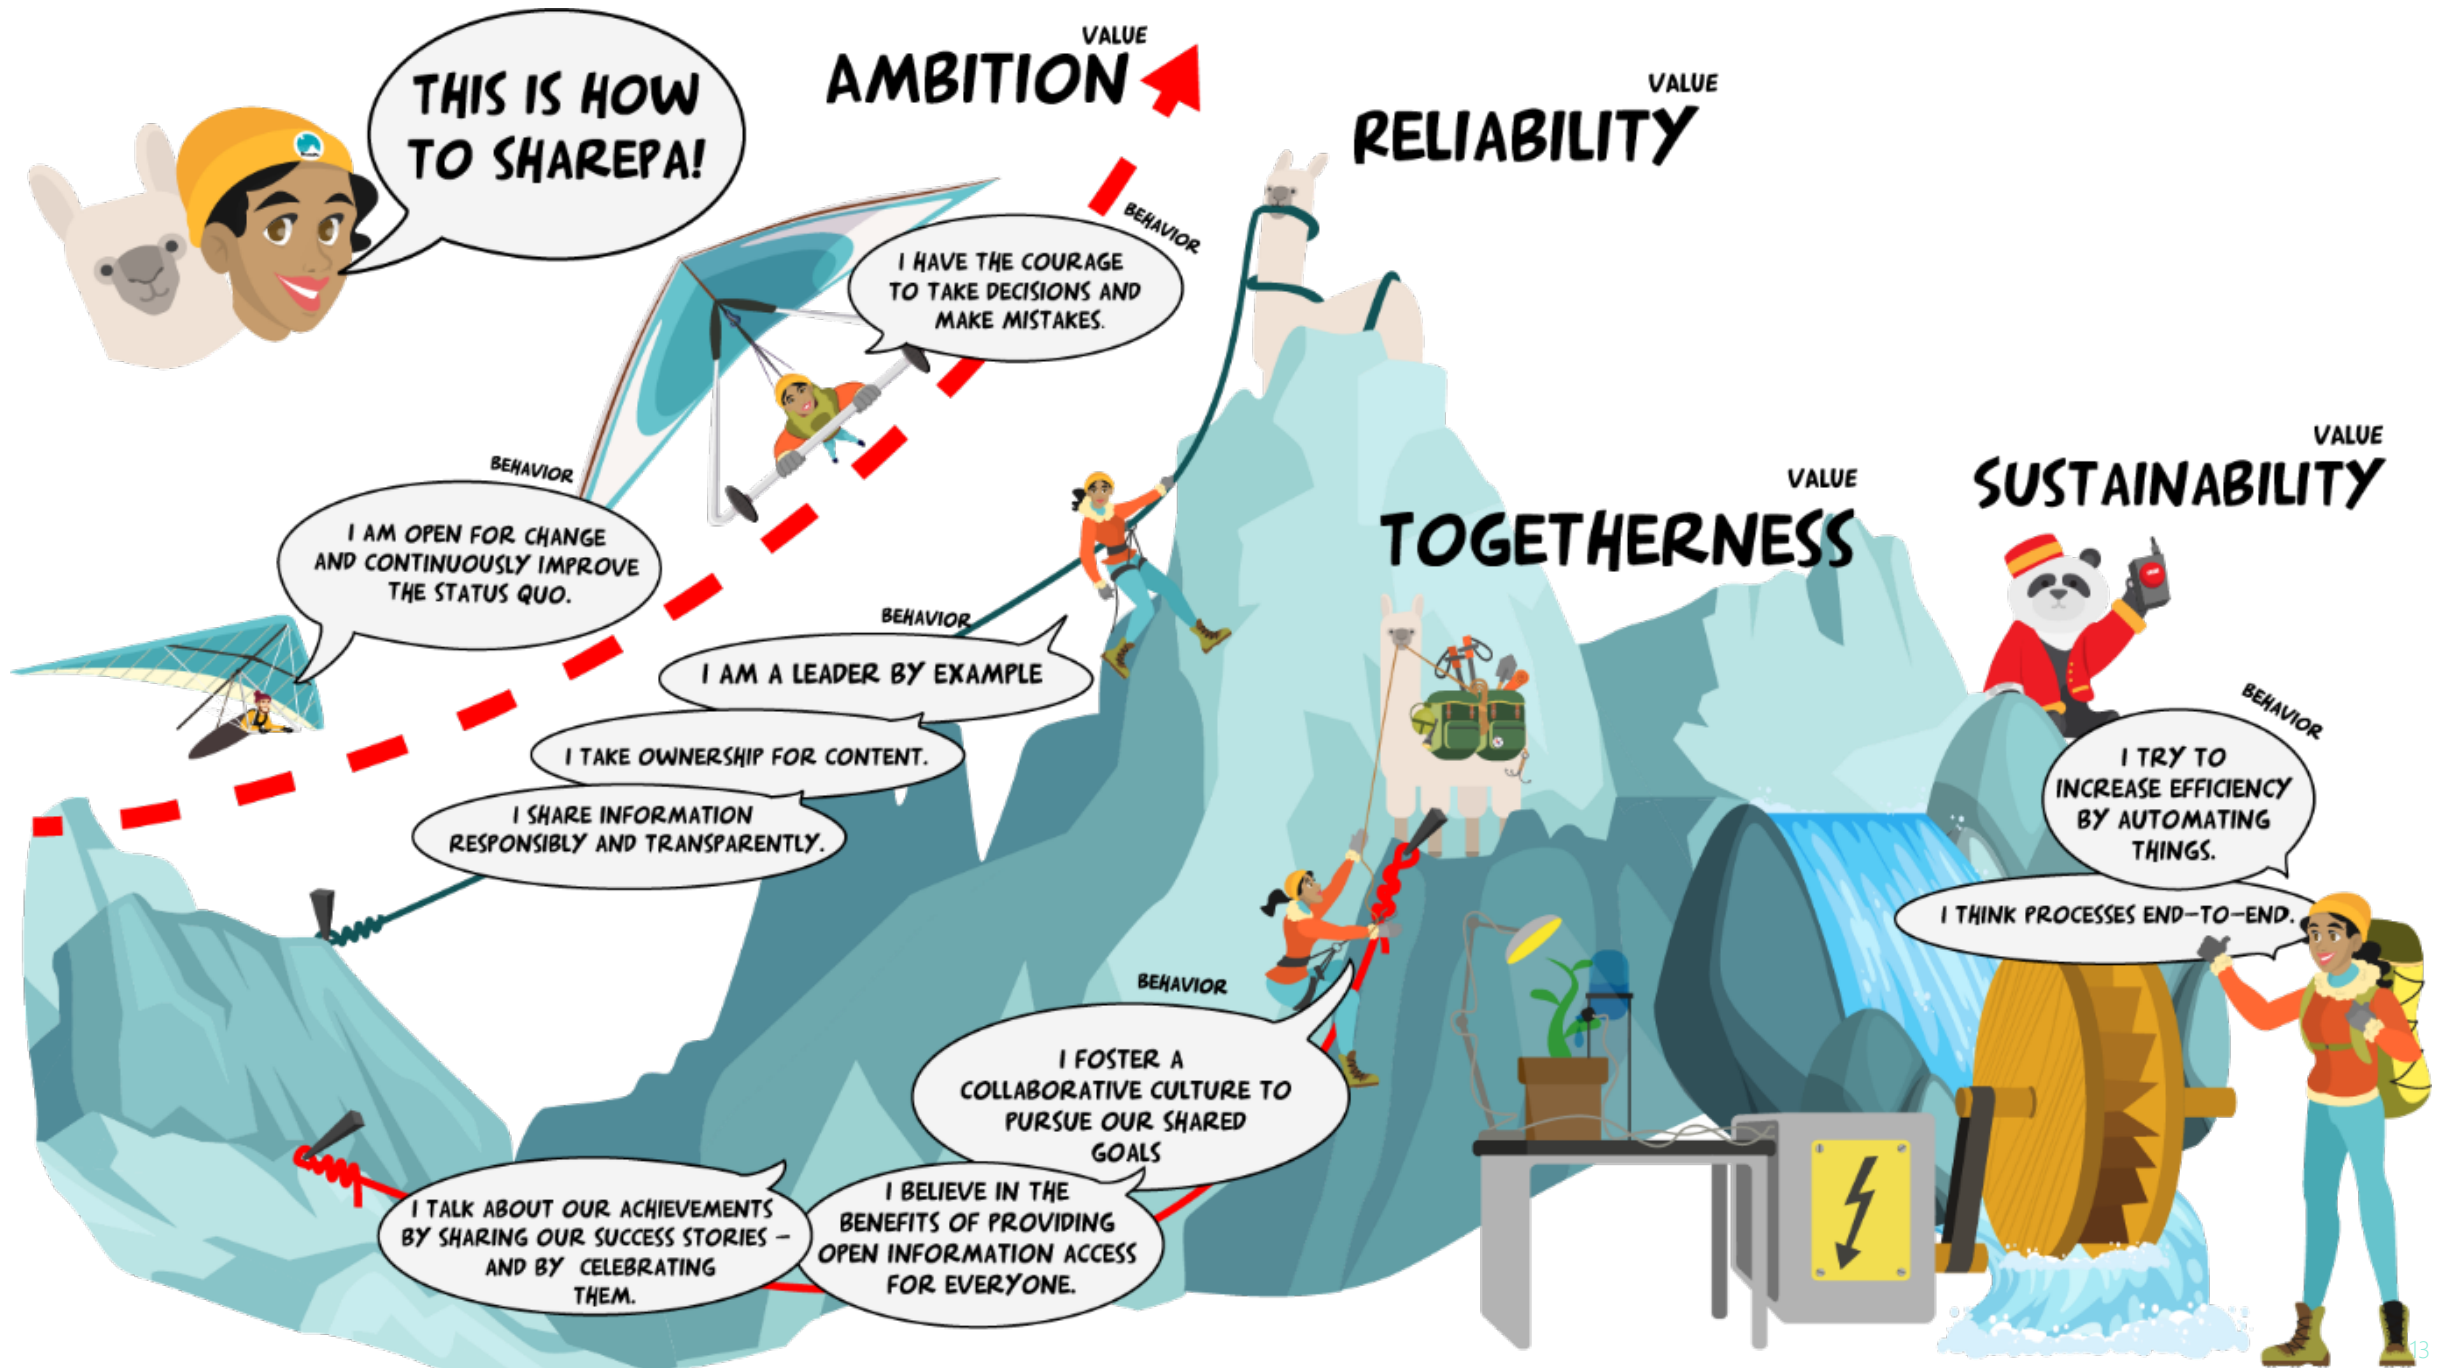 THIS IS HOW
TO SHAREPA!
VALUE
AMBITION
BEHAVIOR
I HAVE THE COURAGE
TO TAKE DECISIONS AND
MAKE MISTAKES.
BEHAVIOR
I AM OPEN FOR CHANGE
AND CONTINUOUSLY IMPROVE
THE STATUS QUO.
VALUE
RELIABILITY
BEHAVIOR
I AM A LEADER BY EXAMPLE
I TAKE OWNERSHIP FOR CONTENT.
I SHARE INFORMATION
RESPONSIBLY AND TRANSPARENTLY.
VALUE
TOGETHERNESS
BEHAVIOR
I FOSTER A
COLLABORATIVE CULTURE TO
PURSUE OUR SHARED
GOALS
I BELIEVE IN THE
BENEFITS OF PROVIDING
OPEN INFORMATION ACCESS
FOR EVERYONE.
I TALK ABOUT OUR ACHIEVEMENTS
BY SHARING OUR SUCCESS STORIES –
AND BY CELEBRATING
THEM.
VALUE
SUSTAINABILITY
BEHAVIOR
I TRY TO
INCREASE EFFICIENCY
BY AUTOMATING
THINGS.
I THINK PROCESSES END-TO-END.
13